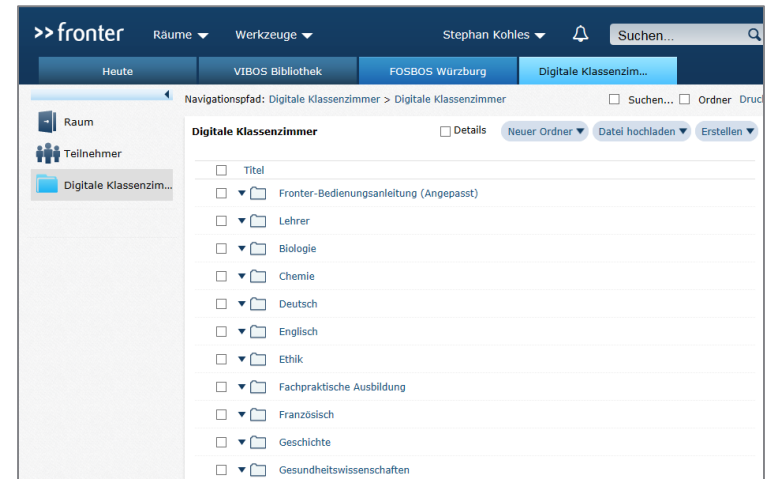 >>fronter Räume Werkzeuge Stephan Kohles Suchen...
Heute VIBOS Bibliothek FOSBOS Würzburg Digitale Klassenzim...
Navigationspfad: Digitale Klassenzimmer > Digitale Klassenzimmer Suchen... Ordner Druc
Raum
Teilnehmer
Digitale Klassenzim...
Digitale Klassenzimmer Details Neuer Ordner Datei hochladen Erstellen
Titel
Fronter-Bedienungsanleitung (Angepasst)
Lehrer
Biologie
Chemie
Deutsch
Englisch
Ethik
Fachpraktische Ausbildung
Französisch
Geschichte
Gesundheitswissenschaften